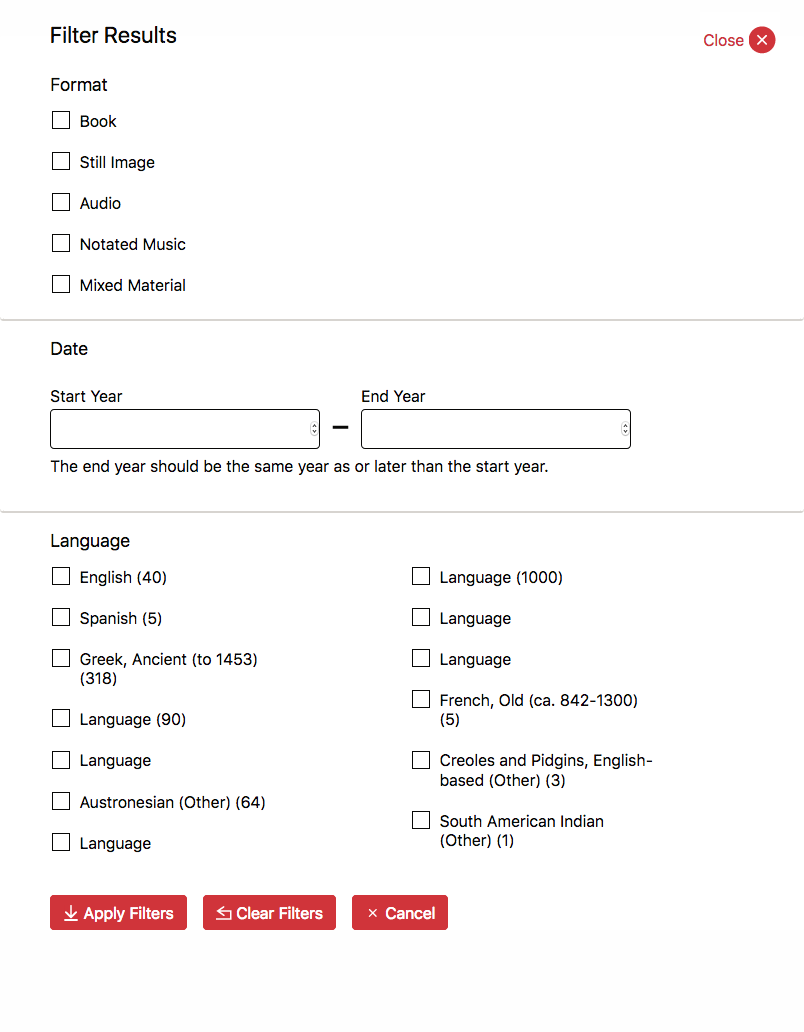 Filter Results
Close
Format
Book
Still Image
Audio
Notated Music
Mixed Material
Date
Start Year
End Year
The end year should be the same year as or later than the start year.
Language
English (40)
Spanish (5)
Greek, Ancient (to 1453)
(318)
Language (90)
Language
Austronesian (Other) (64)
Language
Language (1000)
Language
Language
French, Old (ca. 842-1300)
(5)
Creoles and Pidgins, English-
based (Other) (3)
South American Indian
(Other) (1)
Apply Filters
Clear Filters
Cancel